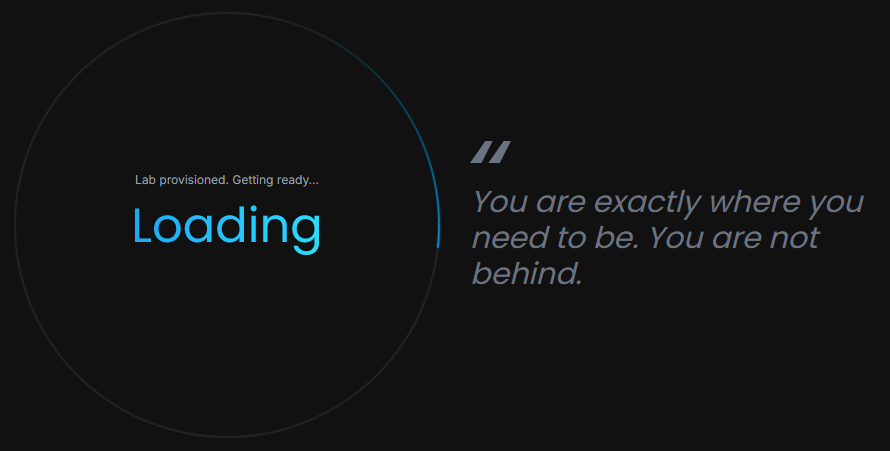 Lab provisioned. Getting ready...
Loading
“
You are exactly where you
need to be. You are not
behind.